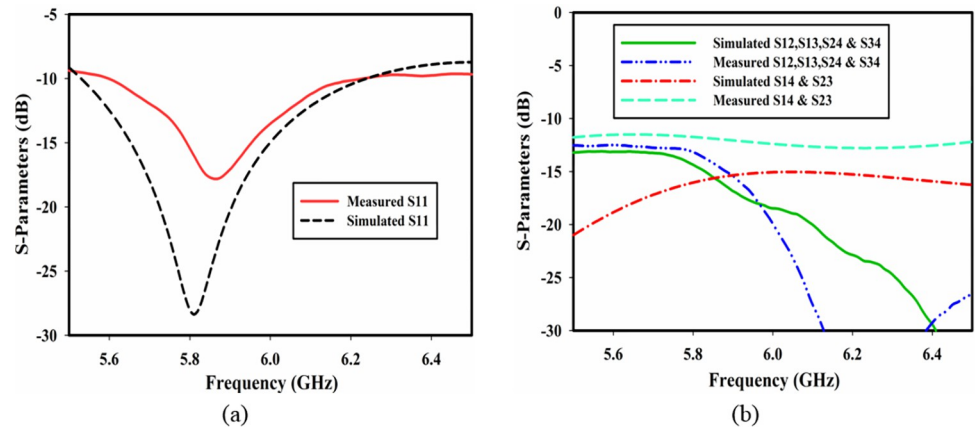 S-Parameters (dB)
-5
-10
-15
-20
-25
-30
Measured S11
Simulated S11
5.6
5.8
6.0
6.2
6.4
Frequency (GHz)
(a)
S-Parameters (dB)
0
-5
-10
-15
-20
-25
-30
Simulated S12,S13,S24 & S34
Measured S12,S13,S24 & S34
Simulated S14 & S23
Measured S14 & S23
5.6
5.8
6.0
6.2
6.4
Frequency (GHz)
(b)